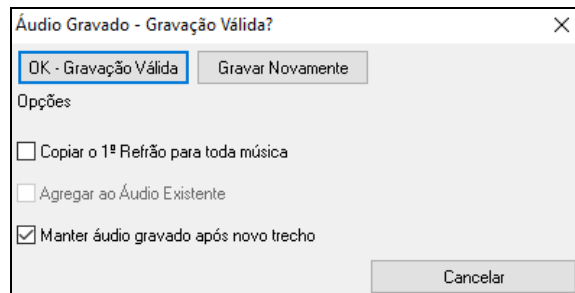 Áudio Gravado - Gravação Válida?
OK - Gravação Válida Gravar Novamente
Opções
Copiar o 1º Refrão para toda música
Agregar ao Áudio Existente
Manter áudio gravado após novo trecho
Cancelar